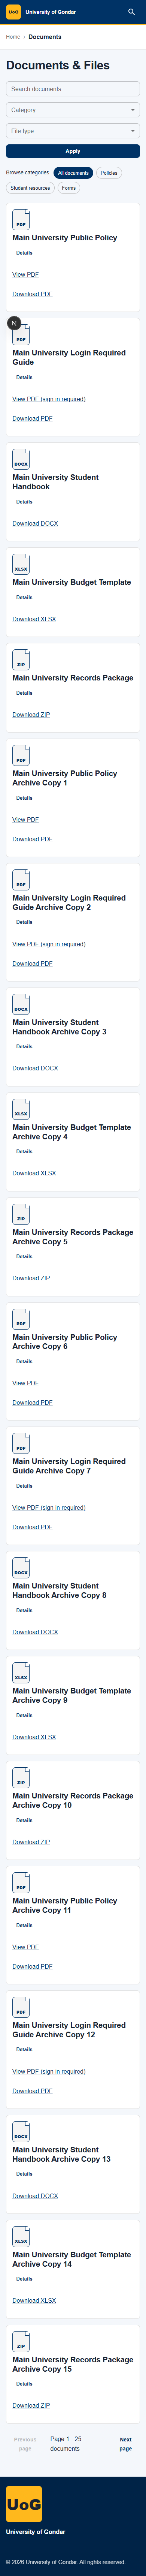 UoG University of Gondar
Home › Documents
Documents & Files
Search documents
Category
File type
Apply
Browse categories All documents Policies
Student resources Forms
PDF
Main University Public Policy
Details
View PDF
Download PDF
N
PDF
Main University Login Required
Guide
Details
View PDF (sign in required)
Download PDF
DOCX
Main University Student
Handbook
Details
Download DOCX
XLSX
Main University Budget Template
Details
Download XLSX
ZIP
Main University Records Package
Details
Download ZIP
PDF
Main University Public Policy
Archive Copy 1
Details
View PDF
Download PDF
PDF
Main University Login Required
Guide Archive Copy 2
Details
View PDF (sign in required)
Download PDF
DOCX
Main University Student
Handbook Archive Copy 3
Details
Download DOCX
XLSX
Main University Budget Template
Archive Copy 4
Details
Download XLSX
ZIP
Main University Records Package
Archive Copy 5
Details
Download ZIP
PDF
Main University Public Policy
Archive Copy 6
Details
View PDF
Download PDF
PDF
Main University Login Required
Guide Archive Copy 7
Details
View PDF (sign in required)
Download PDF
DOCX
Main University Student
Handbook Archive Copy 8
Details
Download DOCX
XLSX
Main University Budget Template
Archive Copy 9
Details
Download XLSX
ZIP
Main University Records Package
Archive Copy 10
Details
Download ZIP
PDF
Main University Public Policy
Archive Copy 11
Details
View PDF
Download PDF
PDF
Main University Login Required
Guide Archive Copy 12
Details
View PDF (sign in required)
Download PDF
DOCX
Main University Student
Handbook Archive Copy 13
Details
Download DOCX
XLSX
Main University Budget Template
Archive Copy 14
Details
Download XLSX
ZIP
Main University Records Package
Archive Copy 15
Details
Download ZIP
Previous page
Page 1 · 25 documents
Next page
UoG
University of Gondar
© 2026 University of Gondar. All rights reserved.